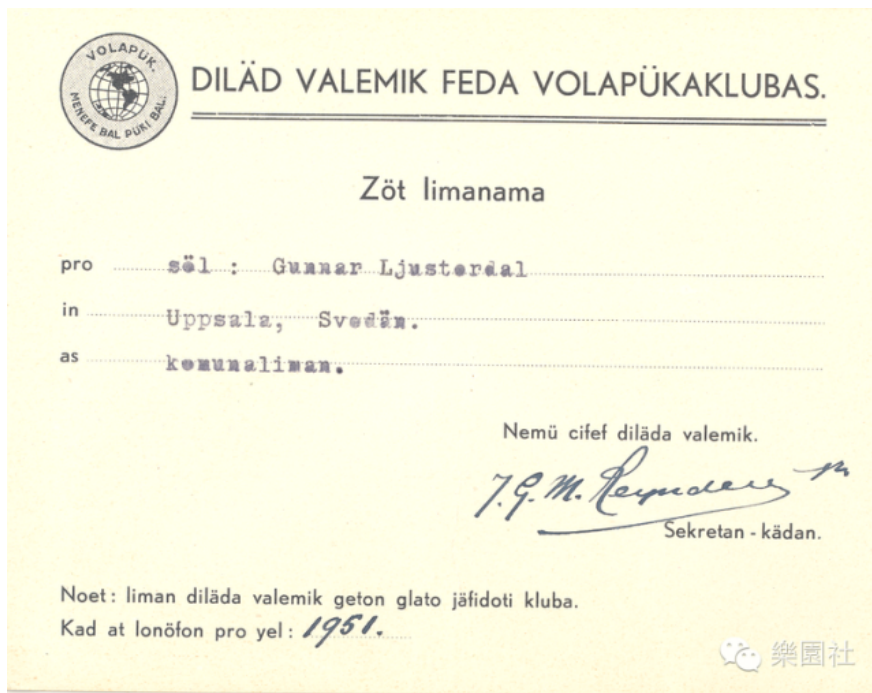 VOLAPÜK.
MENEFE BAL PÜKI BAL.
DILÄD VALEMIK FEDA VOLAPÜKAKLUBAS.
Zöt limanama
pro söl : Gunnar Ljusterdal
in Uppsala, Svedän.
as komunaliman.
Nemü cifef diläda valemik.
J. G. M. Reynders
Sekretan - kädan.
Noet: liman diläda valemik geton glato jäfidoti kluba.
Kad at lonöfon pro yel: 1951.
樂園社